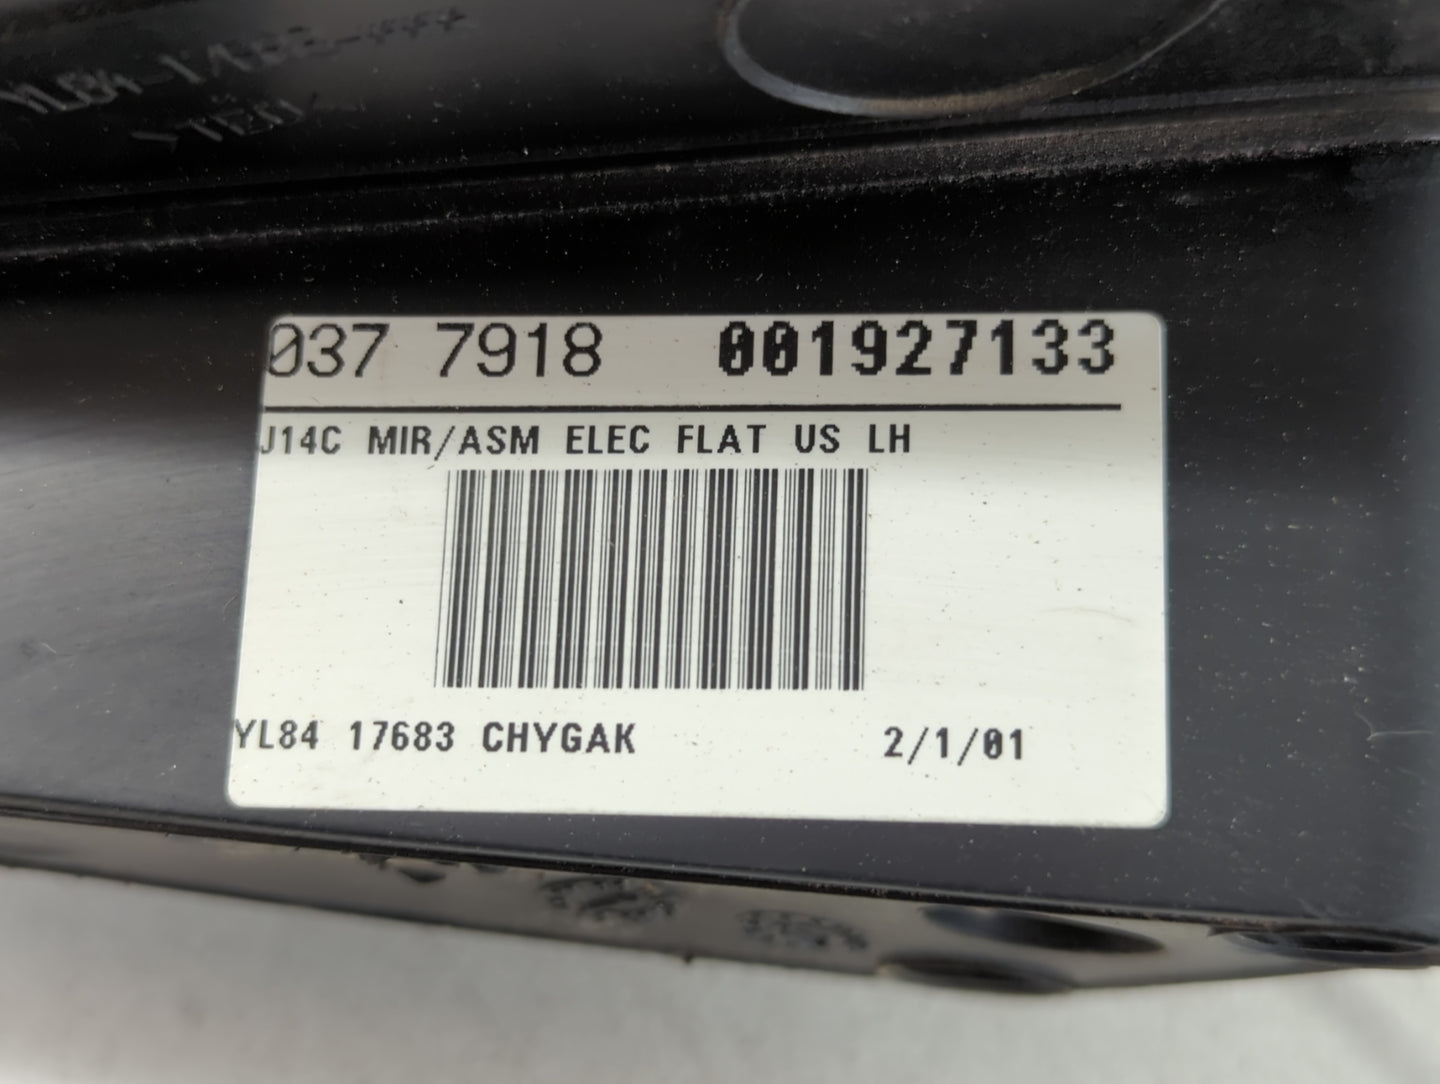 037 7918 001927133
J14C MIR/ASM ELEC FLAT US LH
YL84 17683 CHYGAK 2/1/01